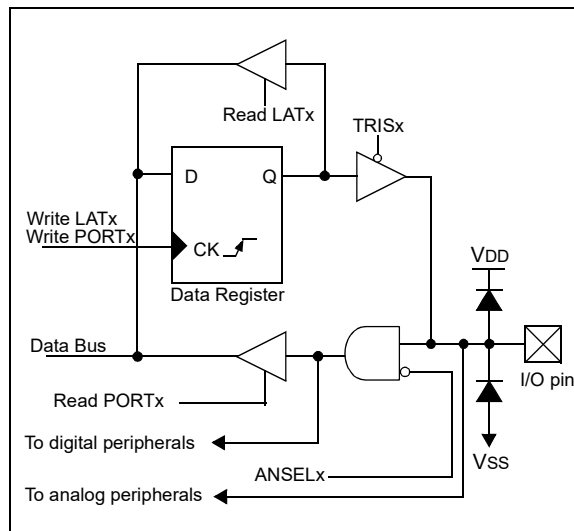 Read LATx
TRISx
D
Q
Write LATx
Write PORTx
CK
Data Register
VDD
Data Bus
I/O pin
Read PORTx
To digital peripherals
ANSELx
VSS
To analog peripherals